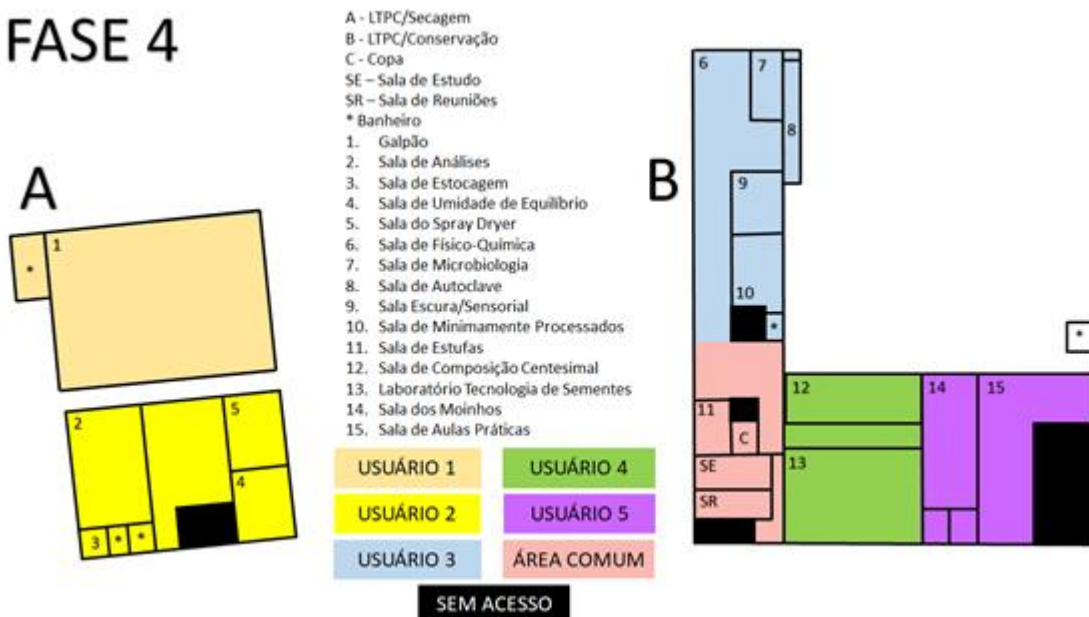 FASE 4
A - LTPC/Secagem
B - LTPC/Conservação
C - Copa
SE – Sala de Estudo
SR – Sala de Reuniões
* Banheiro
1. Galpão
2. Sala de Análises
3. Sala de Estocagem
4. Sala de Umidade de Equilíbrio
5. Sala do Spray Dryer
6. Sala de Físico-Química
7. Sala de Microbiologia
8. Sala de Autoclave
9. Sala Escura/Sensorial
10. Sala de Minimamente Processados
11. Sala de Estufas
12. Sala de Composição Centesimal
13. Laboratório Tecnologia de Sementes
14. Sala dos Moinhos
15. Sala de Aulas Práticas
USUÁRIO 1
USUÁRIO 4
USUÁRIO 2
USUÁRIO 5
USUÁRIO 3
ÁREA COMUM
SEM ACESSO
A
1
*
2
5
4
3
*
*
B
6
7
8
9
10
*
*
11
C
SE
SR
12
13
14
15